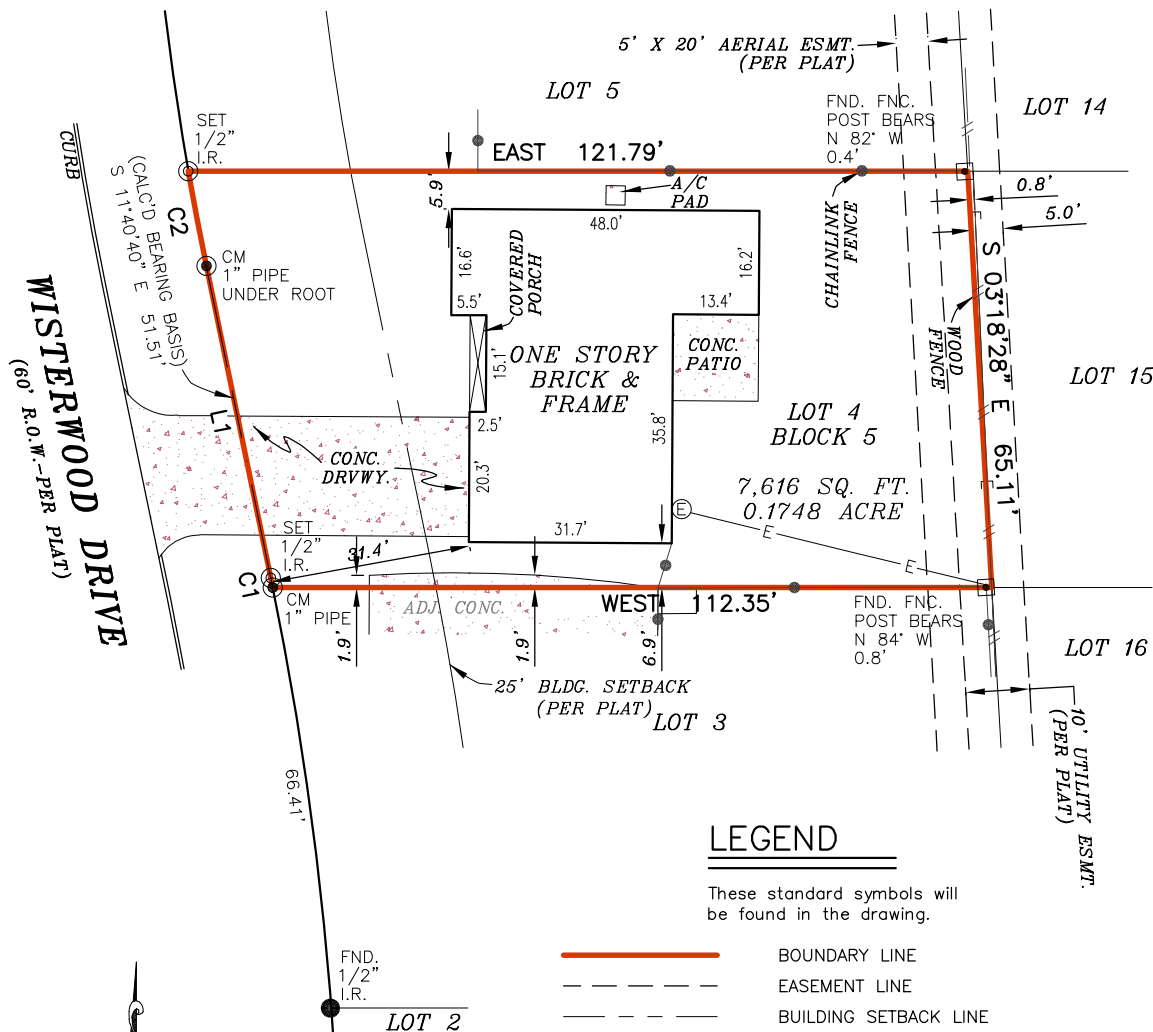 5' X 20' AERIAL ESMT.
(PER PLAT)
LOT 5
LOT 14
FND. FNC.
POST BEARS
N 82° W
0.4'
SET
1/2"
I.R.
CURB
EAST 121.79'
5.9'
A/C
PAD
0.8'
5.0'
48.0'
C2
(CALC'D BEARING BASIS)
S 11°40'40" E 51.51'
CM
1" PIPE
UNDER ROOT
16.6'
5.5'
COVERED
PORCH
16.2'
13.4'
CHAINLINK
FENCE
S 03°18'28" E 65.11'
WOOD
FENCE
WISTERWOOD DRIVE
(60' R.O.W.-PER PLAT)
15.1'
ONE STORY
BRICK &
FRAME
CONC.
PATIO
LOT 15
LOT 4
BLOCK 5
L1
2.5'
35.8'
CONC.
DRVWY.
20.3'
7,616 SQ. FT.
0.1748 ACRE
E
E
E
SET
1/2"
I.R.
31.7'
31.4'
C1
CM
1" PIPE
ADJ. CONC.
WEST 112.35'
FND. FNC.
POST BEARS
N 84° W
0.8'
1.9'
1.9'
6.9'
LOT 16
25' BLDG. SETBACK
(PER PLAT)
LOT 3
10' UTILITY ESMT.
(PER PLAT)
66.41'
LEGEND
These standard symbols will
be found in the drawing.
BOUNDARY LINE
EASEMENT LINE
BUILDING SETBACK LINE
FND.
1/2"
I.R.
LOT 2